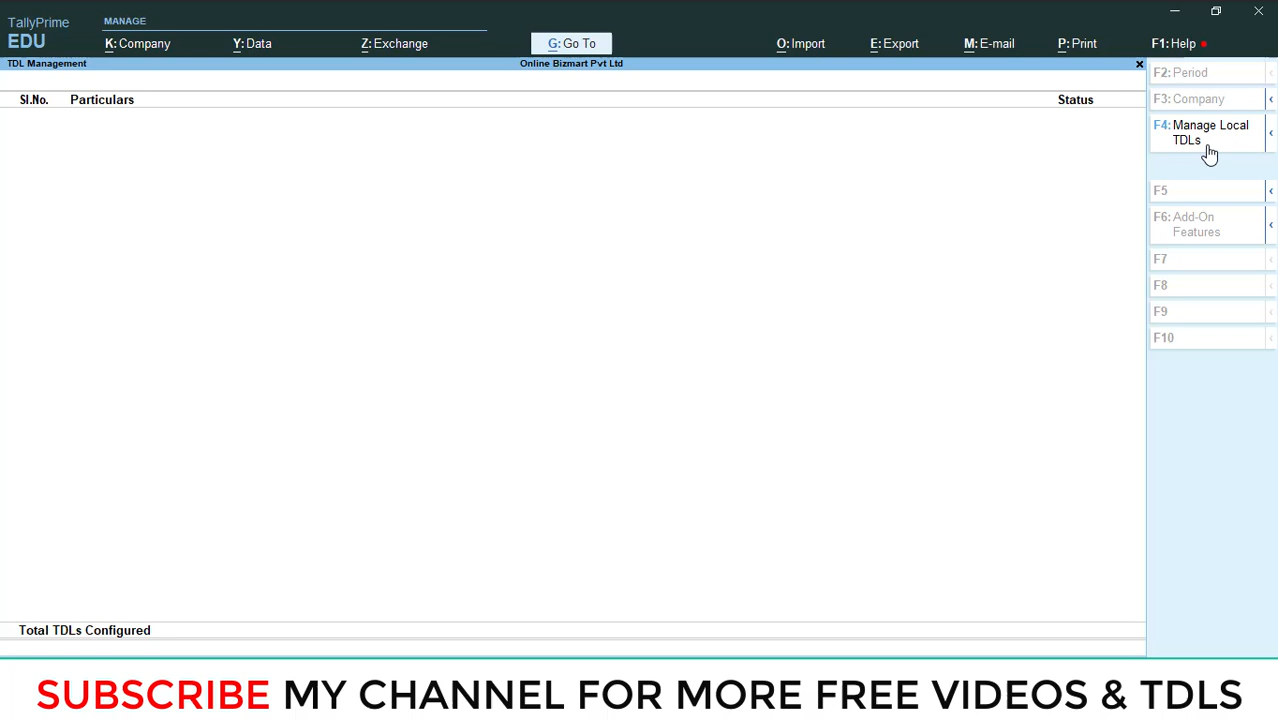 TallyPrime
EDU
MANAGE
K: Company
Y: Data
Z: Exchange
G: Go To
O: Import
E: Export
M: E-mail
P: Print
F1: Help
TDL Management
Online Bizmart Pvt Ltd
Sl.No.
Particulars
Status
F2: Period
F3: Company
F4: Manage Local
TDLs
F5
F6: Add-On
Features
F7
F8
F9
F10
Total TDLs Configured
SUBSCRIBE MY CHANNEL FOR MORE FREE VIDEOS & TDLS